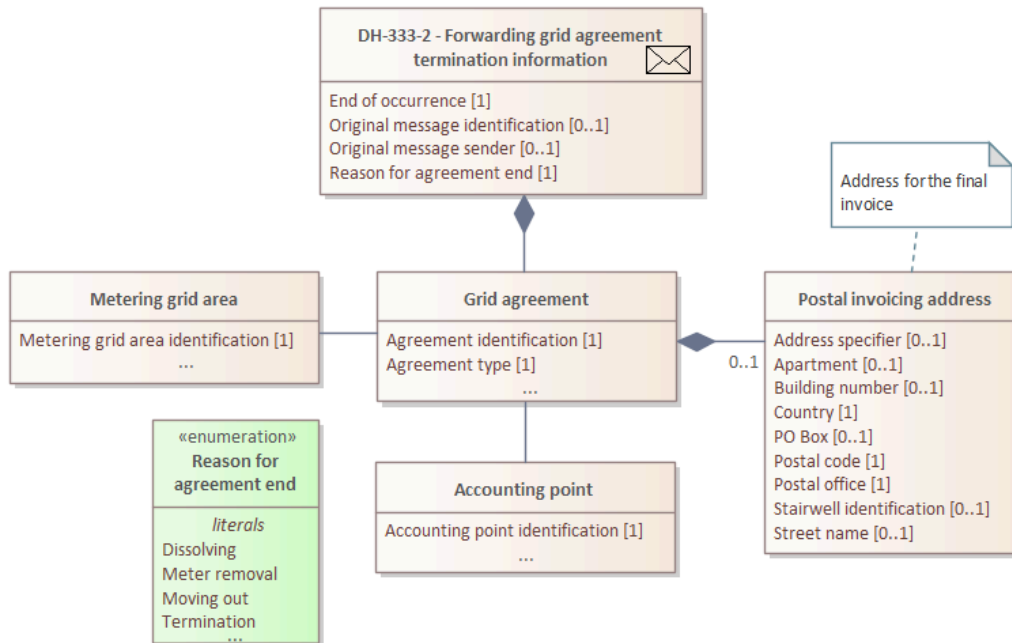 DH-333-2 - Forwarding grid agreement
termination information
End of occurrence [1]
Original message identification [0..1]
Original message sender [0..1]
Reason for agreement end [1]
Address for the final
invoice
Metering grid area
Metering grid area identification [1]
...
Grid agreement
Agreement identification [1]
Agreement type [1]
...
0..1
Postal invoicing address
Address specifier [0..1]
Apartment [0..1]
Building number [0..1]
Country [1]
PO Box [0..1]
Postal code [1]
Postal office [1]
Stairwell identification [0..1]
Street name [0..1]
«enumeration»
Reason for
agreement end
literals
Dissolving
Meter removal
Moving out
Termination
...
Accounting point
Accounting point identification [1]
...